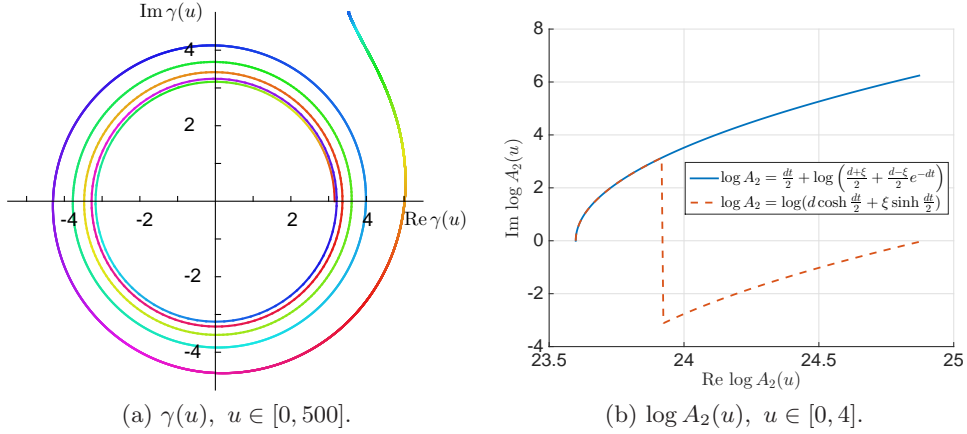 Im γ(u)
4
2
-4 -2 2 4
Re γ(u)
-2
-4
(a) γ(u), u ∈ [0, 500].
8
6
4
2
0
-2
-4
Im log A₂(u)
log A₂ = dt/2 + log((d+ξ)/2 + (d−ξ)/2 e^{−dt})
log A₂ = log(d cosh dt/2 + ξ sinh dt/2)
23.5 24 24.5 25
Re log A₂(u)
(b) log A₂(u), u ∈ [0, 4].